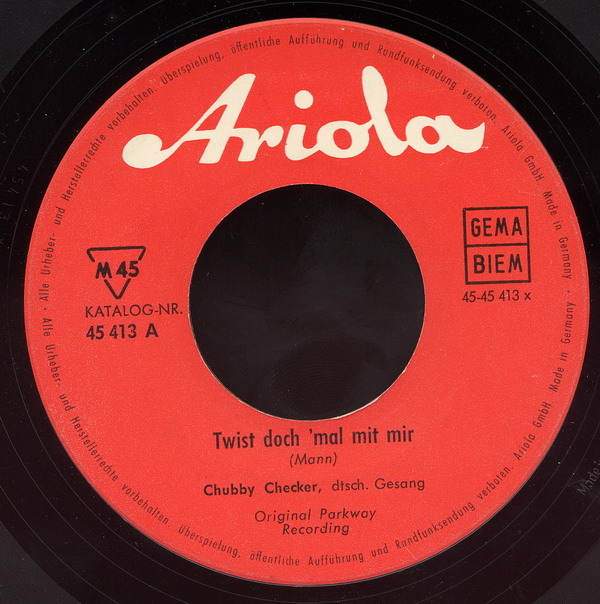 Alle Urheber- und Herstellerrechte vorbehalten. Überspielung, öffentliche Aufführung und Rundfunksendung verboten. Ariola GmbH. Made in Germany ·
Ariola
M 45
KATALOG-NR.
45 413 A
GEMA
BIEM
45-45 413 x
Twist doch 'mal mit mir
(Mann)
Chubby Checker, dtsch. Gesang
Original Parkway
Recording
Alle Urheber- und Herstellerrechte vorbehalten. Überspielung, öffentliche Aufführung und Rundfunksendung verboten. Ariola GmbH. Made in Germany ·